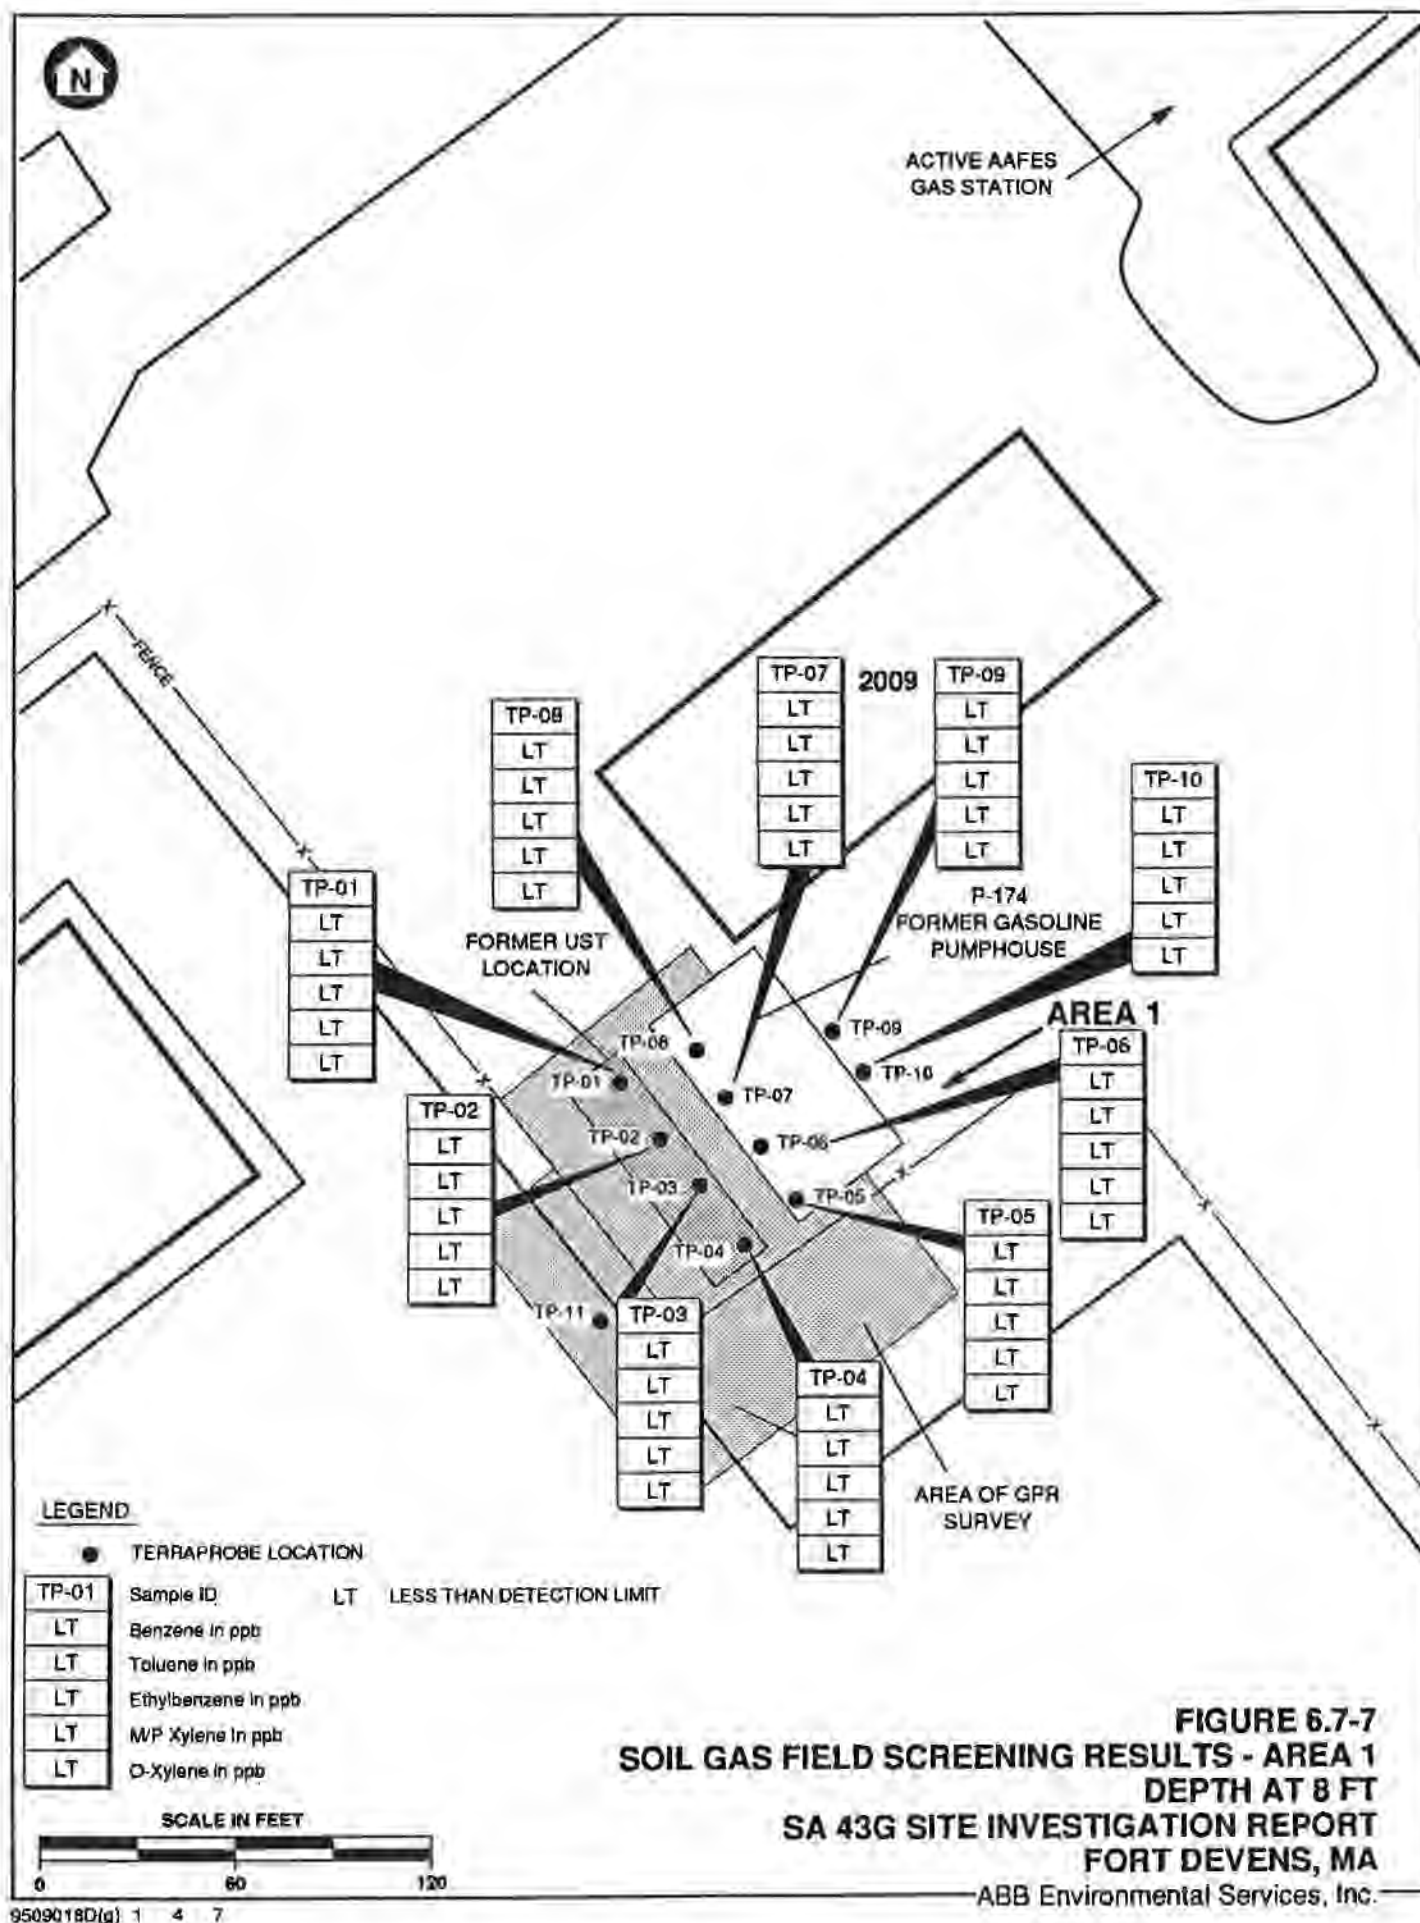 N
ACTIVE AAFES
GAS STATION
FENCE
TP-07
LT
LT
LT
LT
LT
2009
TP-09
LT
LT
LT
LT
LT
TP-08
LT
LT
LT
LT
LT
TP-10
LT
LT
LT
LT
LT
TP-01
LT
LT
LT
LT
LT
P-174
FORMER GASOLINE
PUMPHOUSE
FORMER UST
LOCATION
AREA 1
TP-09
TP-08
TP-10
TP-01
TP-07
TP-06
LT
LT
LT
LT
LT
TP-02
LT
LT
LT
LT
LT
TP-02
TP-06
TP-03
TP-05
TP-05
LT
LT
LT
LT
LT
TP-04
TP-11
TP-03
LT
LT
LT
LT
LT
TP-04
LT
LT
LT
LT
LT
AREA OF GPR
SURVEY
LEGEND
TERRAPROBE LOCATION
TP-01 Sample ID LT LESS THAN DETECTION LIMIT
LT Benzene in ppb
LT Toluene in ppb
LT Ethylbenzene in ppb
LT M/P Xylene in ppb
LT O-Xylene in ppb
SCALE IN FEET
0 60 120
FIGURE 6.7-7
SOIL GAS FIELD SCREENING RESULTS - AREA 1
DEPTH AT 8 FT
SA 43G SITE INVESTIGATION REPORT
FORT DEVENS, MA
ABB Environmental Services, Inc.
9509018D(g) 1 4 7